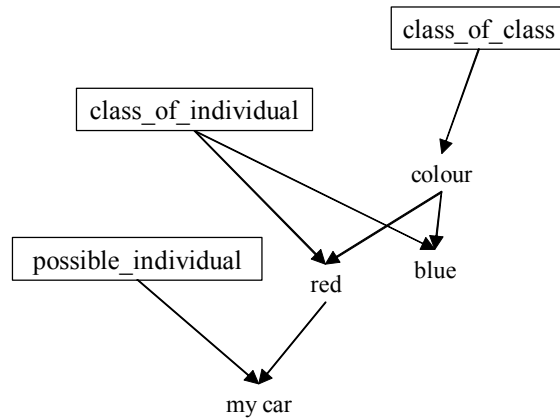 class_of_class
class_of_individual
colour
possible_individual
red
blue
my car